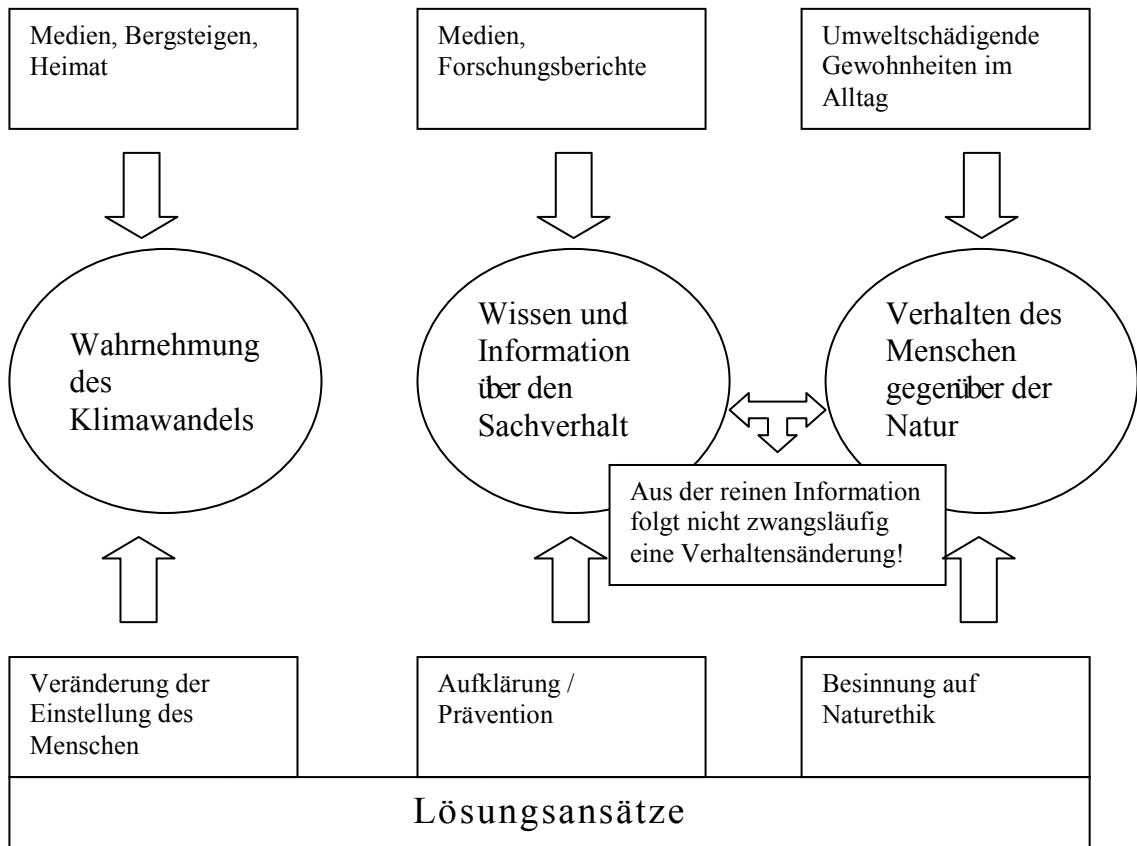 Medien, Bergsteigen,
Heimat
Medien,
Forschungsberichte
Umweltschädigende
Gewohnheiten im
Alltag
Wahrnehmung
des
Klimawandels
Wissen und
Information
über den
Sachverhalt
Verhalten des
Menschen
gegenüber der
Natur
Aus der reinen Information
folgt nicht zwangsläufig
eine Verhaltensänderung!
Veränderung der
Einstellung des
Menschen
Aufklärung /
Prävention
Besinnung auf
Naturethik
Lösungsansätze